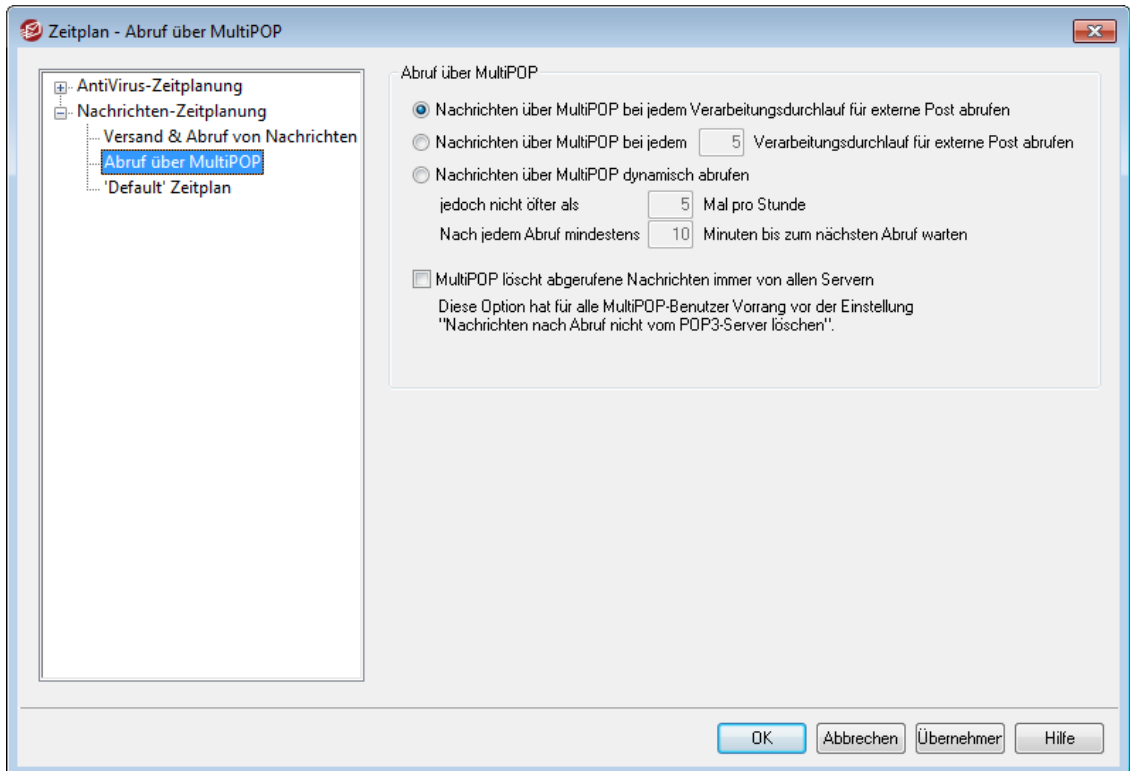 Zeitplan - Abruf über MultiPOP
AntiVirus-Zeitplanung
Nachrichten-Zeitplanung
Versand & Abruf von Nachrichten
Abruf über MultiPOP
'Default' Zeitplan
Abruf über MultiPOP
Nachrichten über MultiPOP bei jedem Verarbeitungsdurchlauf für externe Post abrufen
Nachrichten über MultiPOP bei jedem 5 Verarbeitungsdurchlauf für externe Post abrufen
Nachrichten über MultiPOP dynamisch abrufen
jedoch nicht öfter als 5 Mal pro Stunde
Nach jedem Abruf mindestens 10 Minuten bis zum nächsten Abruf warten
MultiPOP löscht abgerufene Nachrichten immer von allen Servern
Diese Option hat für alle MultiPOP-Benutzer Vorrang vor der Einstellung
"Nachrichten nach Abruf nicht vom POP3-Server löschen".
OK Abbrechen Übernehmer Hilfe